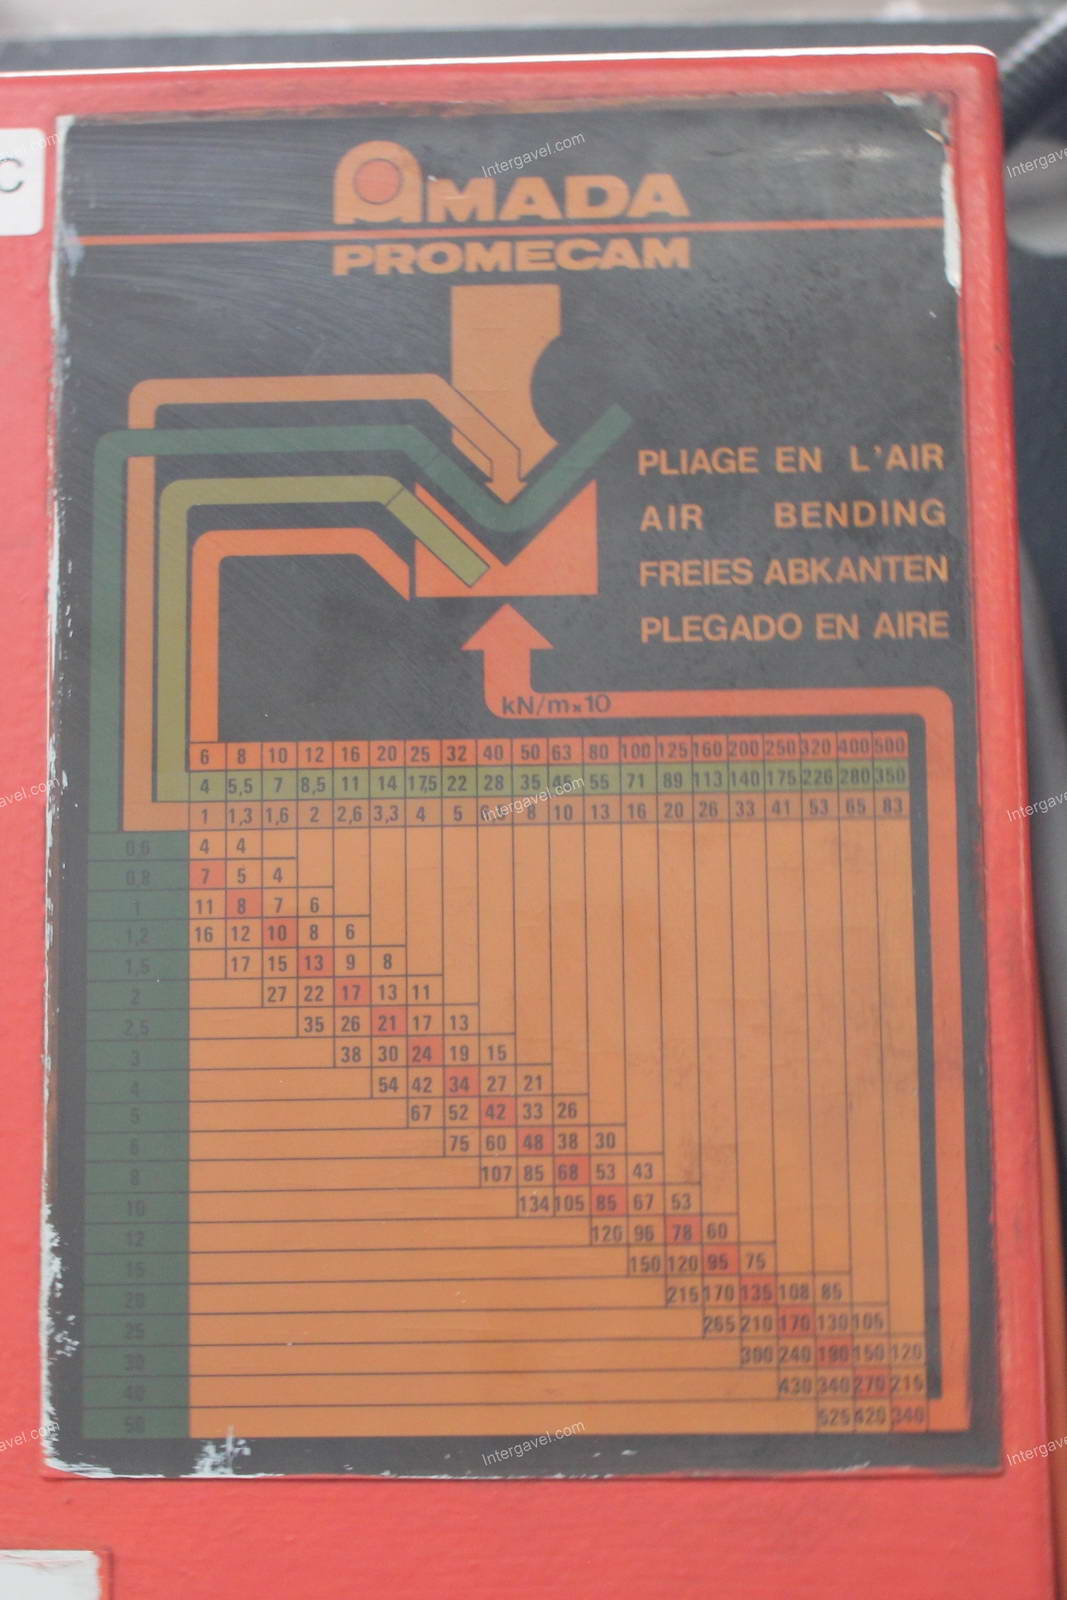 C
AMADA
PROMECAM
PLIAGE EN L'AIR
AIR BENDING
FREIES ABKANTEN
PLEGADO EN AIRE
kN/m×10
6 8 10 12 16 20 25 32 40 50 63 80 100 125 160 200 250 320 400 500
4 5,5 7 8,5 11 14 17,5 22 28 35 45 55 71 89 113 140 175 226 280 350
1 1,3 1,6 2 2,6 3,3 4 5 8 10 13 16 20 26 33 41 53 65 83
0,6 4 4
0,8 7 5 4
1 11 8 7 6
1,2 16 12 10 8 6
1,5 17 15 13 9 8
2 27 22 17 13 11
2,5 35 26 21 17 13
3 38 30 24 19 15
4 54 42 34 27 21
5 67 52 42 33 26
6 75 60 48 38 30
8 107 85 68 53 43
10 134 105 85 67 53
12 120 96 78 60
15 150 120 95 75
20 215 170 135 108 85
25 265 210 170 130 105
30 300 240 190 150 120
40 430 340 270 215
50 525 420 340
Intergavel.com
Intergavel.com
Intergavel.com